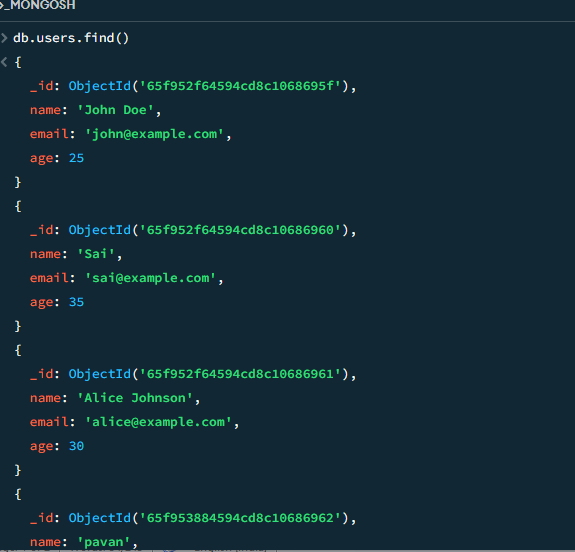 >_MONGOSH
> db.users.find()
< {
_id: ObjectId('65f952f64594cd8c1068695f'),
name: 'John Doe',
email: 'john@example.com',
age: 25
}
{
_id: ObjectId('65f952f64594cd8c10686960'),
name: 'Sai',
email: 'sai@example.com',
age: 35
}
{
_id: ObjectId('65f952f64594cd8c10686961'),
name: 'Alice Johnson',
email: 'alice@example.com',
age: 30
}
{
_id: ObjectId('65f953884594cd8c10686962'),
name: 'pavan',